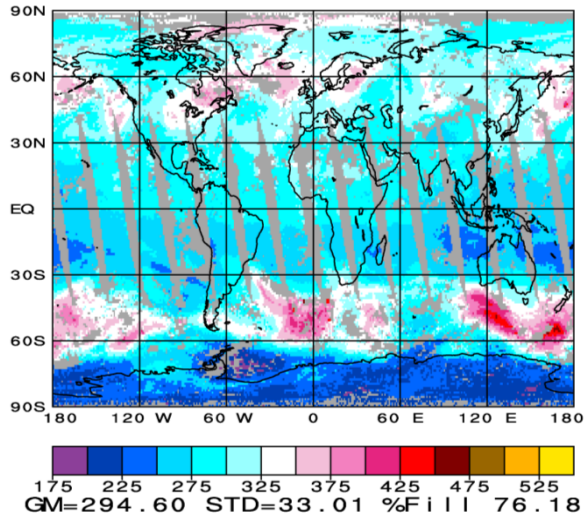 90N
60N
30N
EQ
30S
60S
90S
180 120 W 60 W 0 60 E 120 E 180
175 225 275 325 375 425 475 525
GM=294.60 STD=33.01 %Fill 76.18